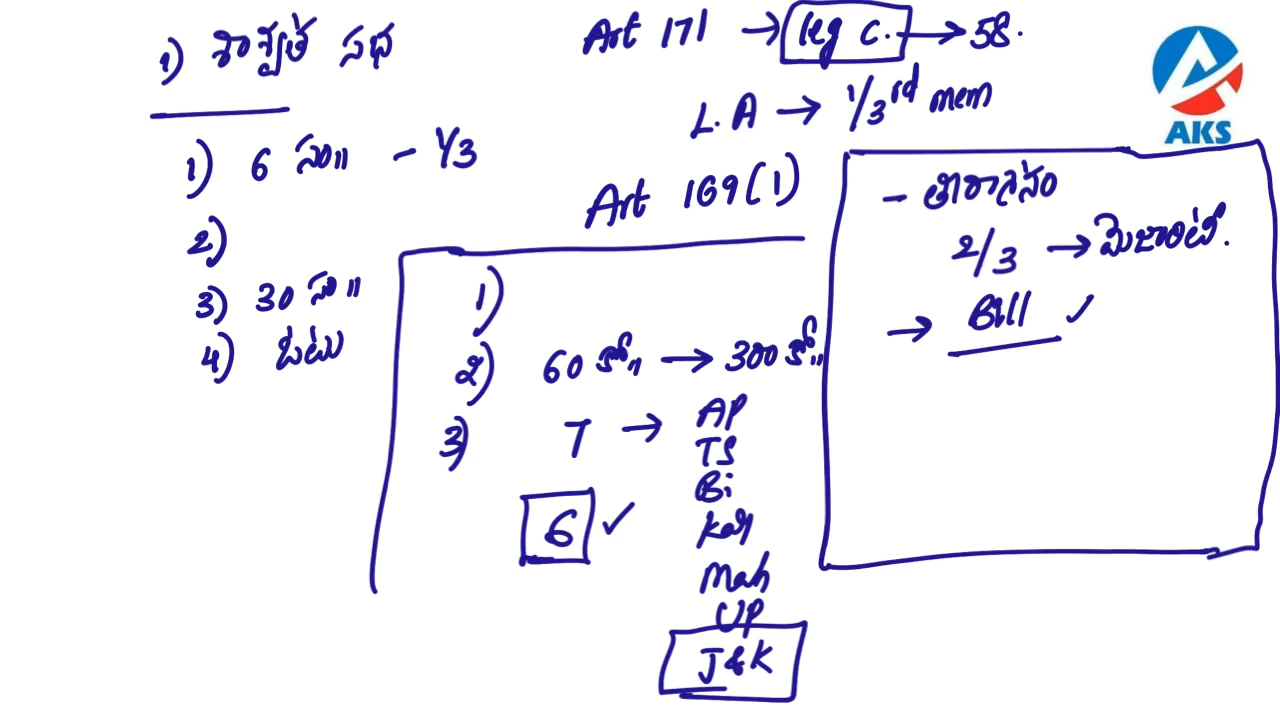 1) శాశ్వత సభ
1) 6 సం॥ - 1/3
2)
3) 30 సం॥
4) ఓటు
Art 171 → leg c. → 58.
L.A → 1/3rd mem
Art 169(1)
1)
2) 60 కో॥ → 300 కో॥
3) 7 → AP
TS
Bi
Kar
6 ✓
Mah
UP
J&K
- తీర్మానం
2/3 → మెజారిటీ.
→ Bill ✓
AKS